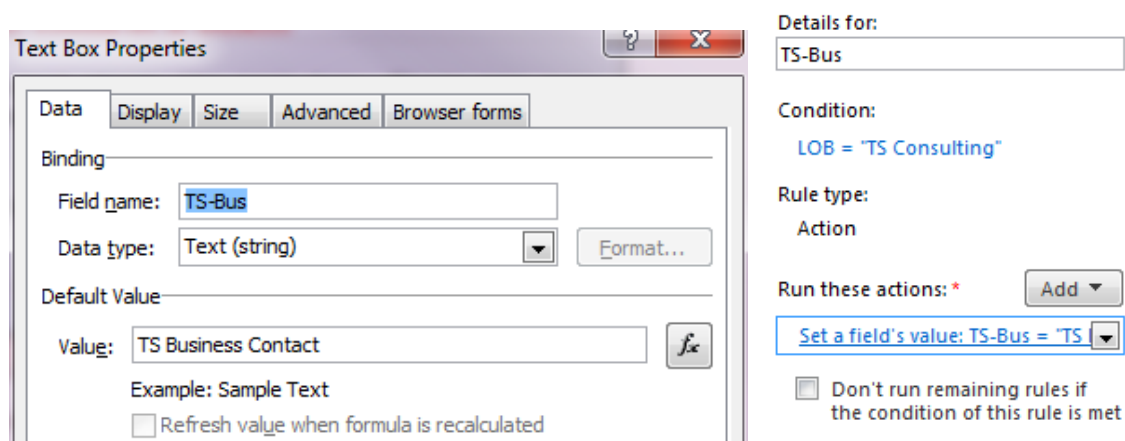 Text Box Properties
?
X
Data
Display
Size
Advanced
Browser forms
Binding
Field name: TS-Bus
Data type: Text (string) Format...
Default Value
Value: TS Business Contact fx
Example: Sample Text
Refresh value when formula is recalculated
Details for:
TS-Bus
Condition:
LOB = "TS Consulting"
Rule type:
Action
Run these actions: * Add
Set a field's value: TS-Bus = "TS
Don't run remaining rules if
the condition of this rule is met